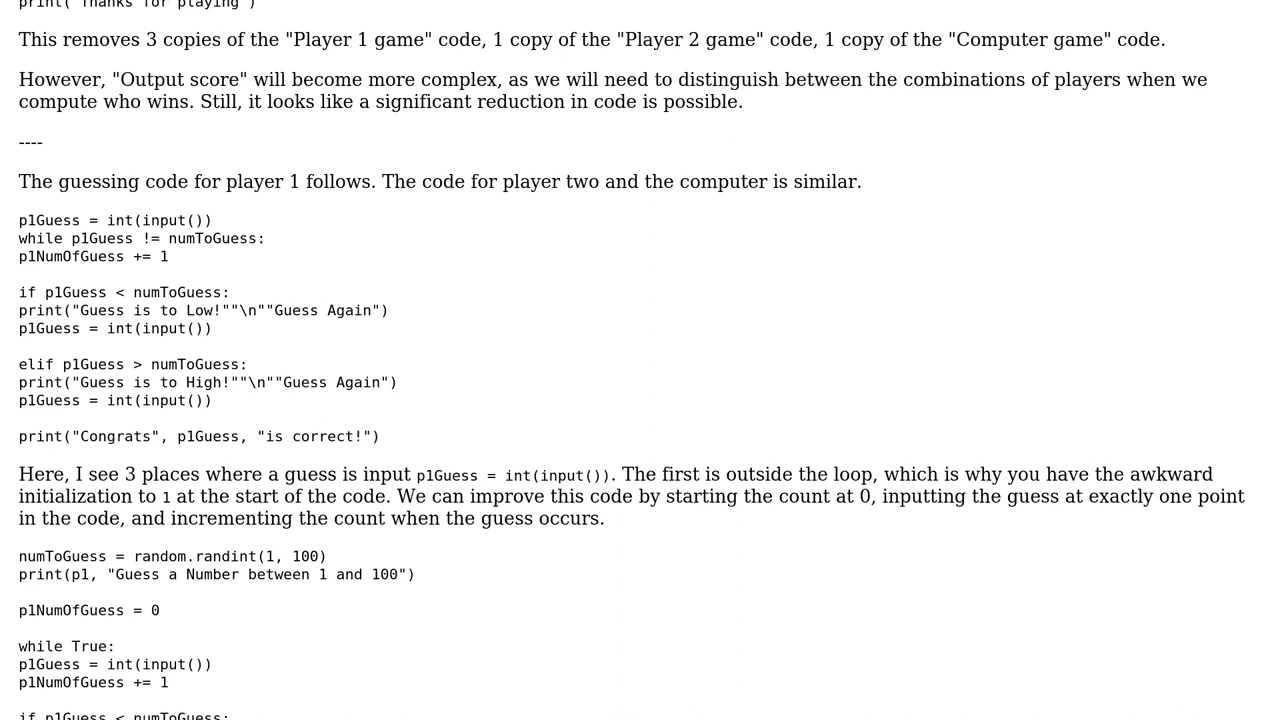 print("Thanks for playing")
This removes 3 copies of the "Player 1 game" code, 1 copy of the "Player 2 game" code, 1 copy of the "Computer game" code.
However, "Output score" will become more complex, as we will need to distinguish between the combinations of players when we
compute who wins. Still, it looks like a significant reduction in code is possible.
----
The guessing code for player 1 follows. The code for player two and the computer is similar.
p1Guess = int(input())
while p1Guess != numToGuess:
p1NumOfGuess += 1
if p1Guess < numToGuess:
print("Guess is to Low!""\n""Guess Again")
p1Guess = int(input())
elif p1Guess > numToGuess:
print("Guess is to High!""\n""Guess Again")
p1Guess = int(input())
print("Congrats", p1Guess, "is correct!")
Here, I see 3 places where a guess is input p1Guess = int(input()). The first is outside the loop, which is why you have the awkward
initialization to 1 at the start of the code. We can improve this code by starting the count at 0, inputting the guess at exactly one point
in the code, and incrementing the count when the guess occurs.
numToGuess = random.randint(1, 100)
print(p1, "Guess a Number between 1 and 100")
p1NumOfGuess = 0
while True:
p1Guess = int(input())
p1NumOfGuess += 1
if p1Guess < numToGuess: